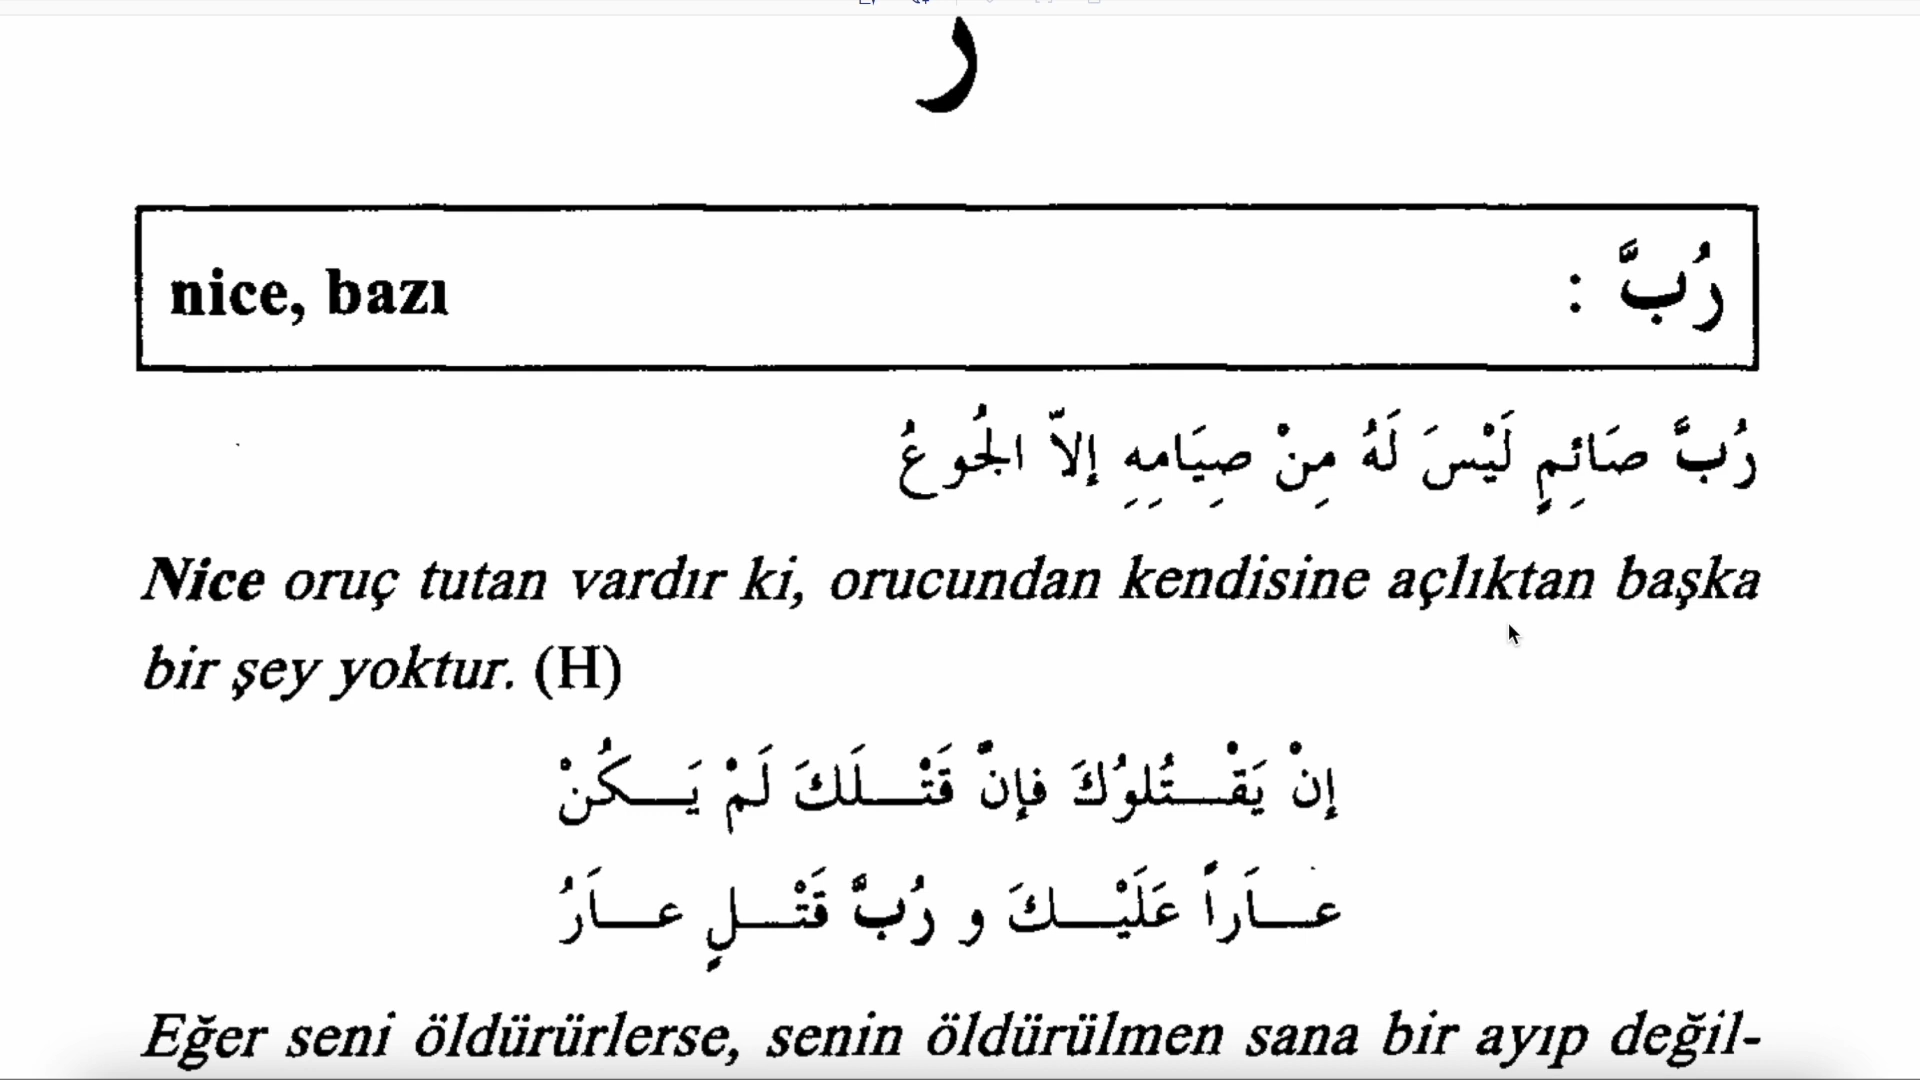 ر
nice, bazı رُبَّ :
رُبَّ صَائِمٍ لَيْسَ لَهُ مِنْ صِيَامِهِ إلاّ الجُوعُ
Nice oruç tutan vardır ki, orucundan kendisine açlıktan başka
bir şey yoktur. (H)
إنْ يَقْـــتُلوُكَ فإنّْ قَتْـــلَكَ لَمْ يَـــكُنْ
عـــاَراً عَلَيْـــكَ و رُبَّ قَتْـــلٍ عـــاَرُ
Eğer seni öldürürlerse, senin öldürülmen sana bir ayıp değil-